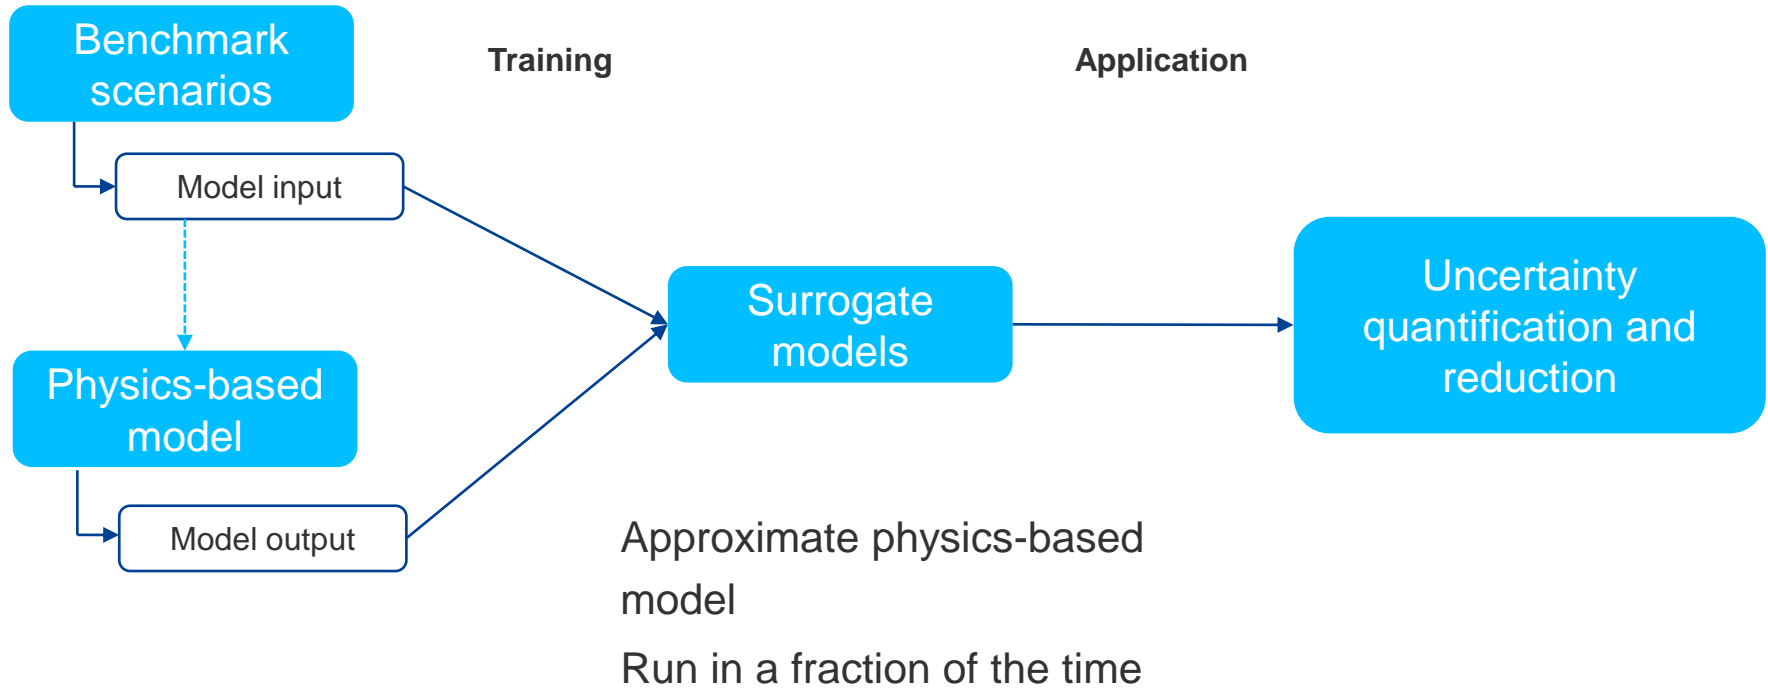 Benchmark
scenarios
Training
Application
Model input
Surrogate
models
Uncertainty
quantification and
reduction
Physics-based
model
Model output
Approximate physics-based
model
Run in a fraction of the time